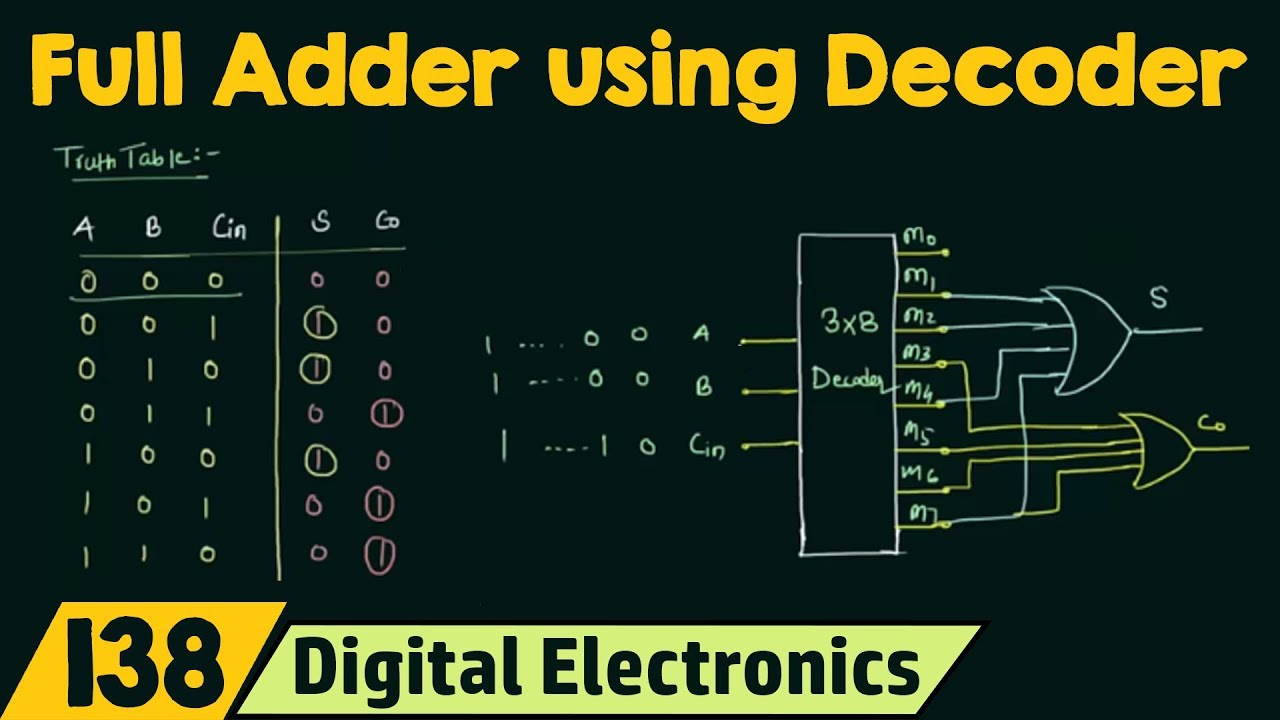 Full Adder using Decoder
Truth Table:-
A B Cin S Co
0 0 0 0 0
0 0 1 1 0
0 1 0 1 0
0 1 1 0 1
1 0 0 1 0
1 0 1 0 1
1 1 0 0 1
1 .... 0 0 A
1 ....0 0 B
1 ....1 0 Cin
3x8
Decoder
m0
m1
m2
m3
m4
m5
m6
m7
S
Co
138
Digital Electronics